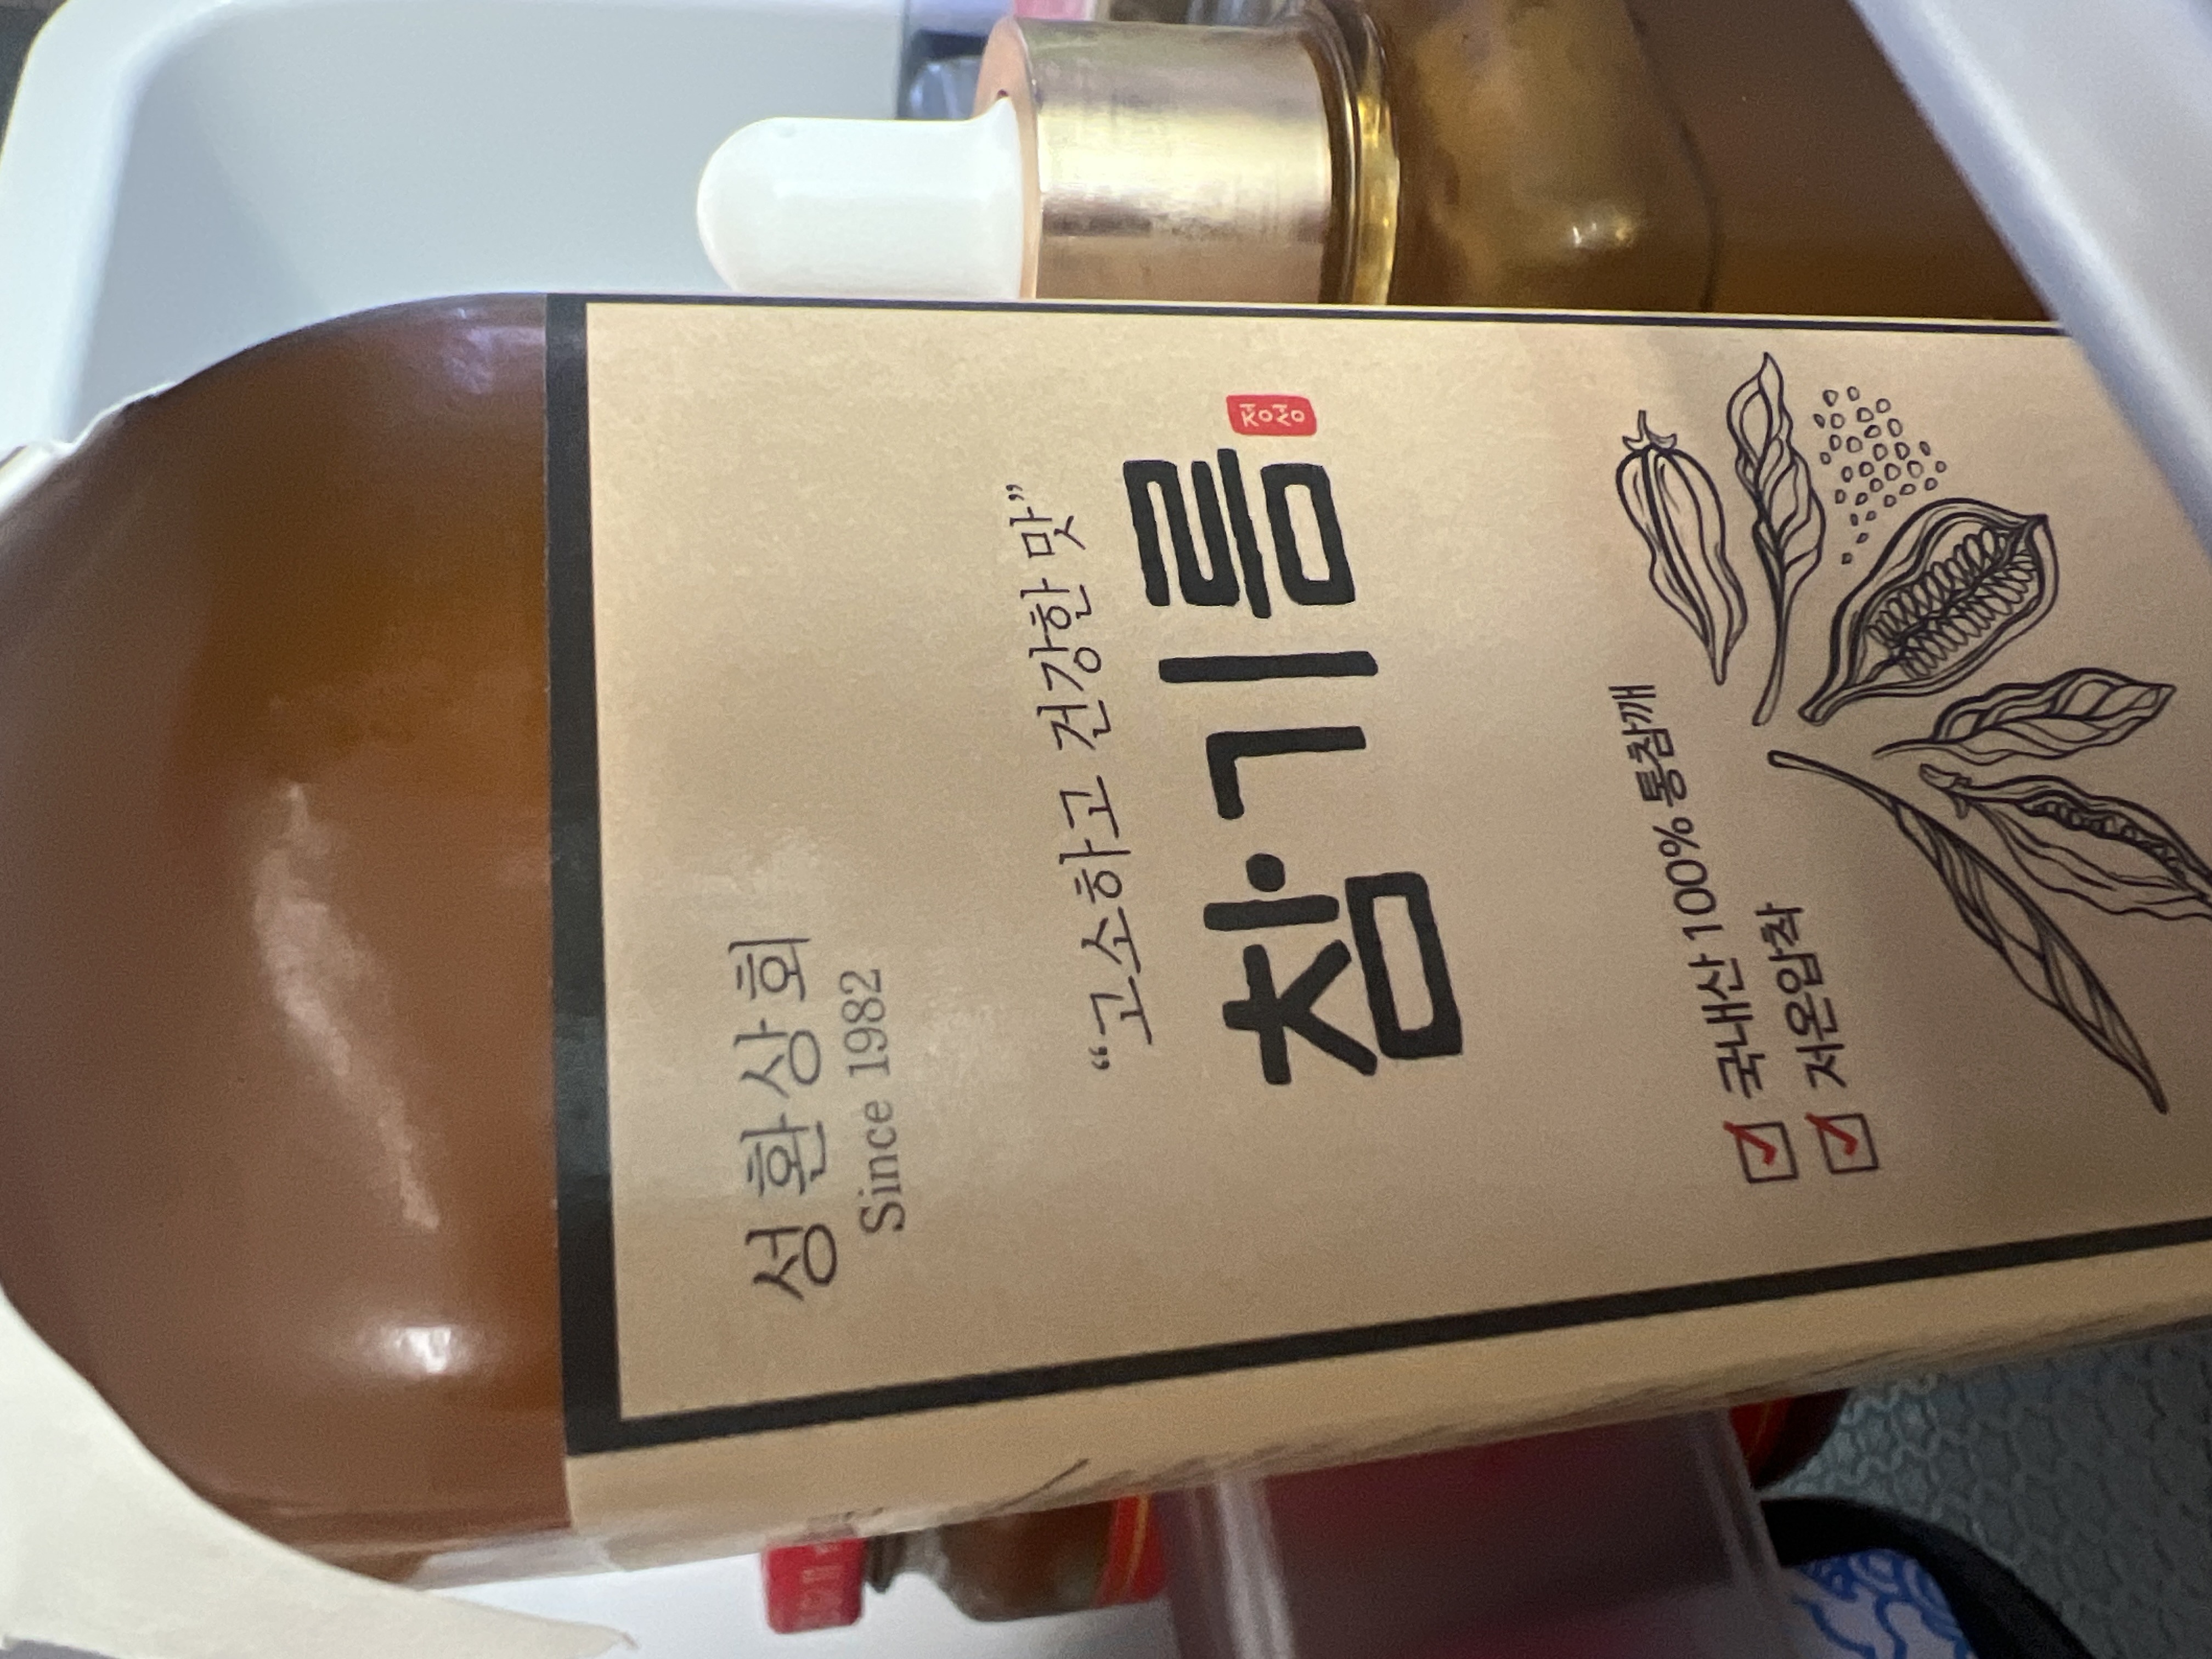 성환상회
Since 1982
“고소하고 건강한 맛”
참기름
국내산 100% 통참깨
저온압착